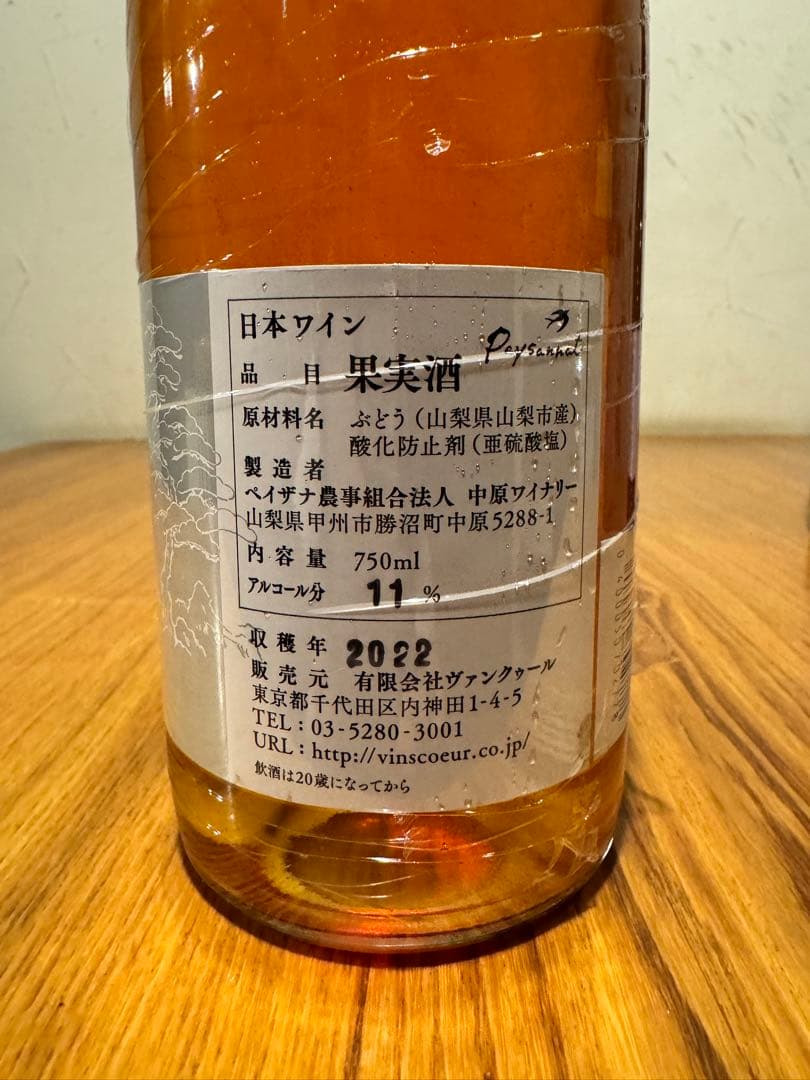 日本ワイン
Peysannat
品目 果実酒
原材料名 ぶどう（山梨県山梨市産）
酸化防止剤（亜硫酸塩）
製造者
ペイザナ農事組合法人 中原ワイナリー
山梨県甲州市勝沼町中原5288-1
内容量 750ml
アルコール分 11 %
収穫年 2022
販売元 有限会社ヴァンクゥール
東京都千代田区内神田1-4-5
TEL：03-5280-3001
URL：http://vinscoeur.co.jp/
飲酒は20歳になってから